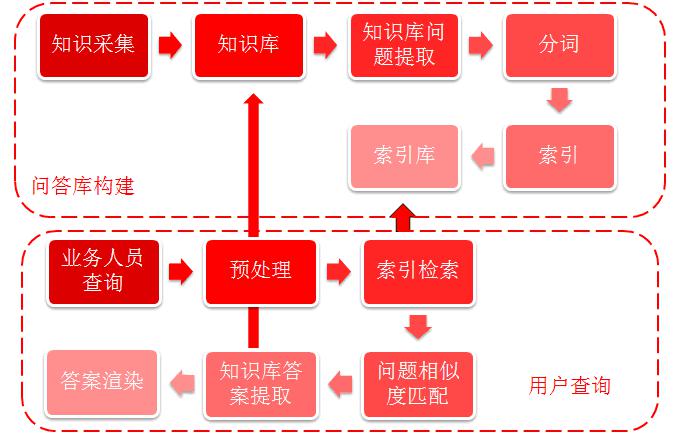 知识采集
知识库
知识库问
题提取
分词
索引库
索引
问答库构建
业务人员
查询
预处理
索引检索
答案渲染
知识库答
案提取
问题相似
度匹配
用户查询